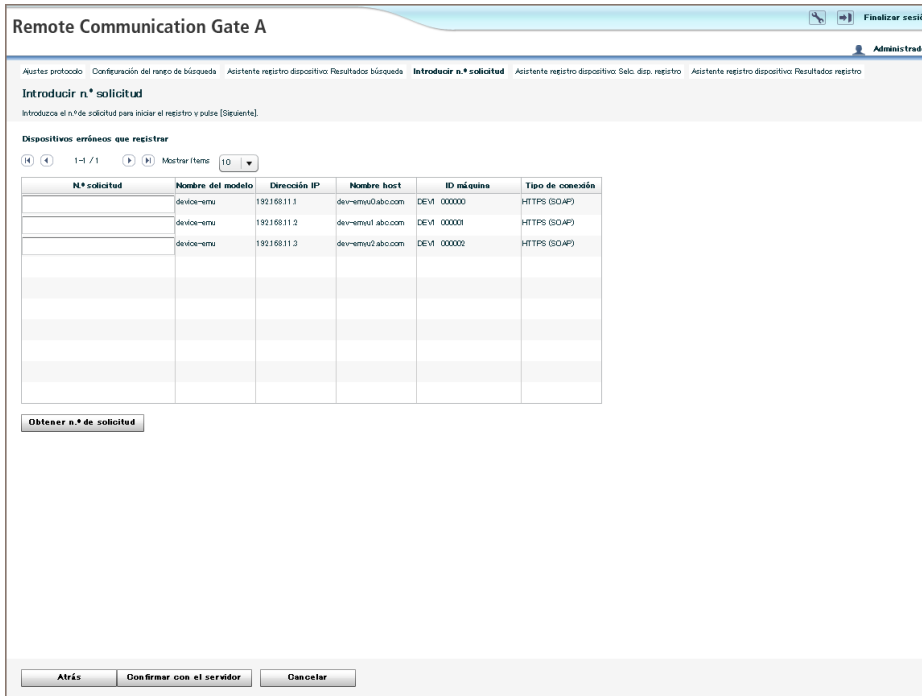 Remote Communication Gate A
Finalizar sesió
Administrado
Ajustes protocolo Configuración del rango de búsqueda Asistente registro dispositivo: Resultados búsqueda Introducir n.º solicitud Asistente registro dispositivo: Selc. disp. registro Asistente registro dispositivo: Resultados registro
Introducir n.º solicitud
Introduzca el n.º de solicitud para iniciar el registro y pulse [Siguiente].
Dispositivos erróneos que registrar
1-1 / 1 Mostrar ítems 10
N.º solicitud Nombre del modelo Dirección IP Nombre host ID máquina Tipo de conexión
device-emu 192.168.11.1 dev-emyu0.abc.com DEV1 000000 HTTPS (SOAP)
device-emu 192.168.11.2 dev-emyu1.abc.com DEV1 000001 HTTPS (SOAP)
device-emu 192.168.11.3 dev-emyu2.abc.com DEV1 000002 HTTPS (SOAP)
Obtener n.º de solicitud
Atrás Confirmar con el servidor Cancelar